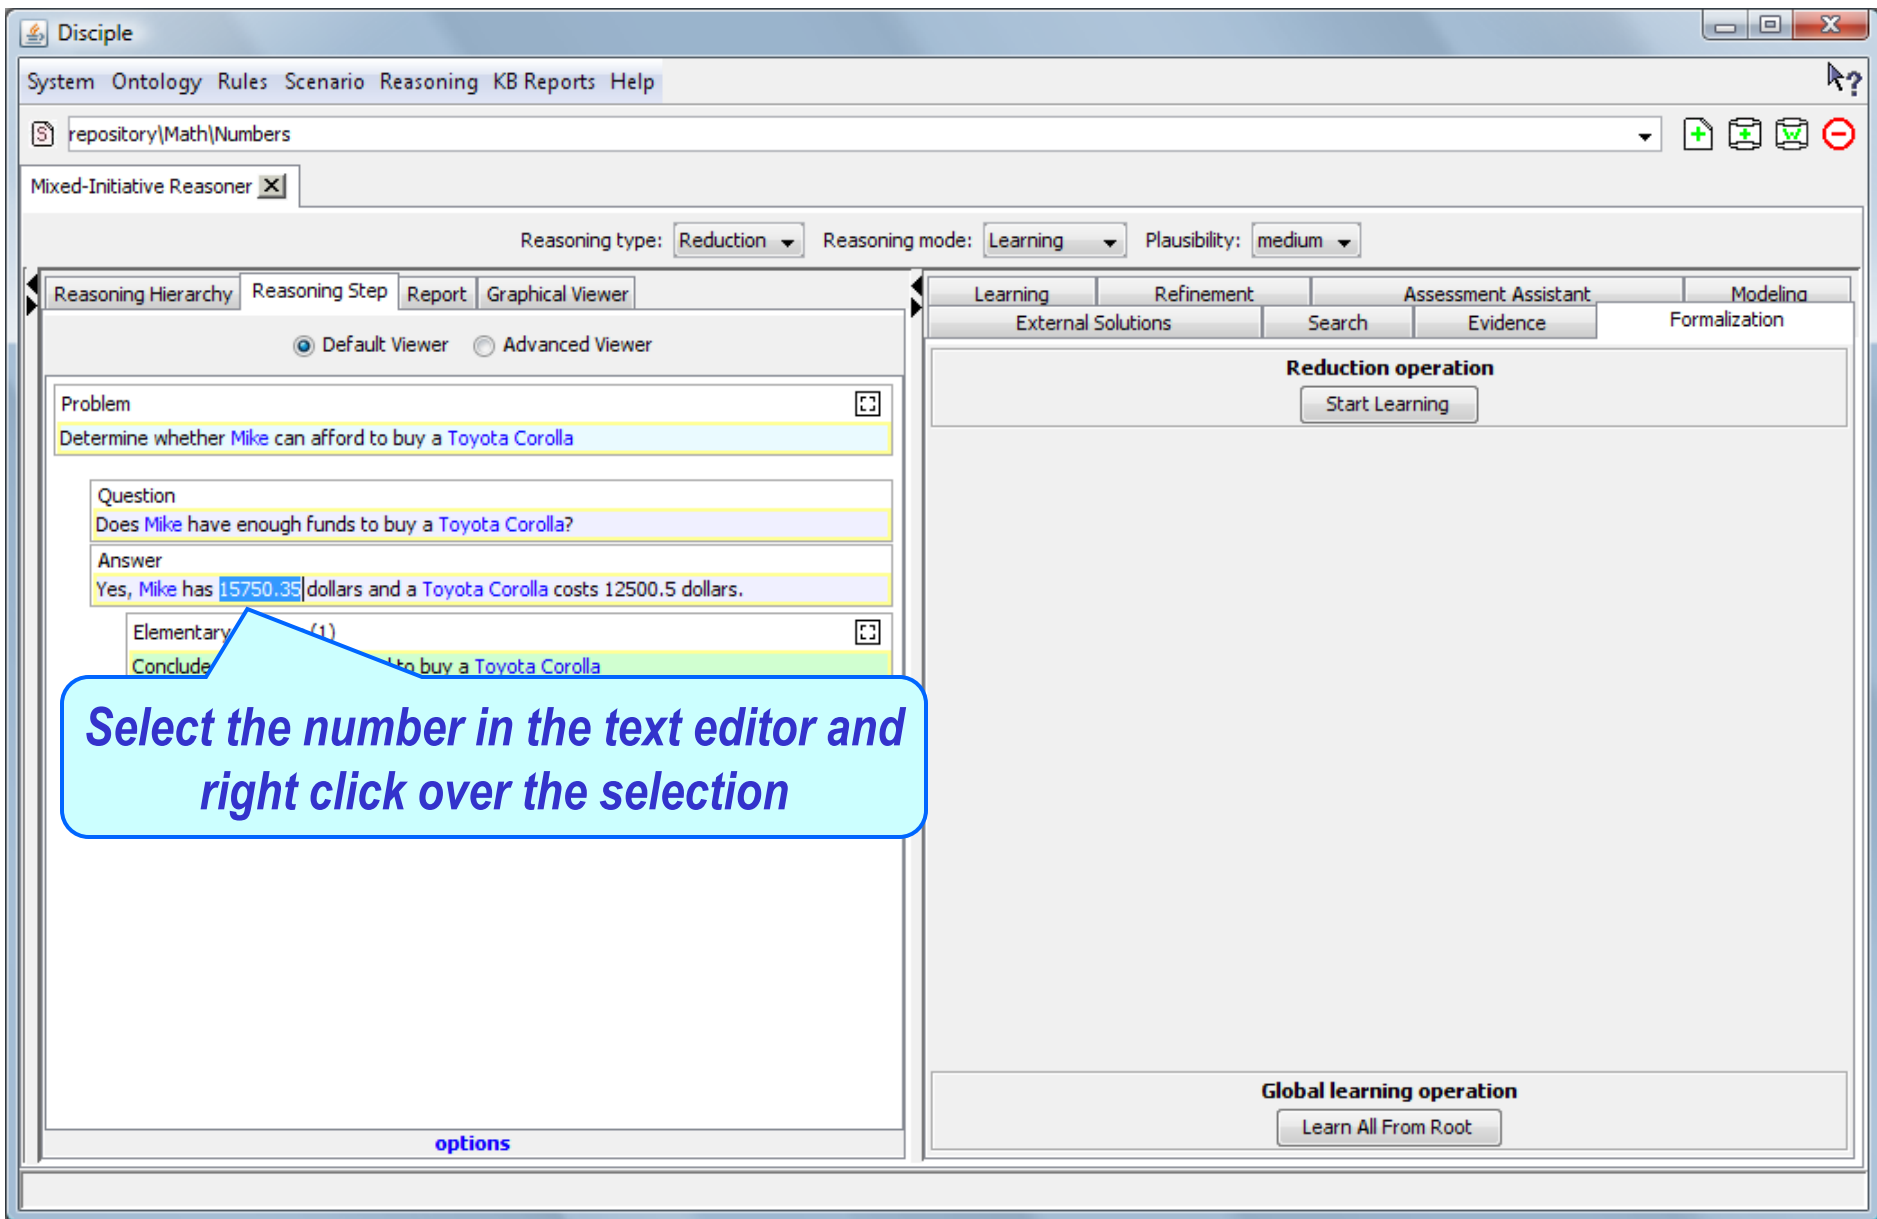 Disciple
System Ontology Rules Scenario Reasoning KB Reports Help
?
S repository\Math\Numbers
W
Mixed-Initiative Reasoner X
Reasoning type: Reduction Reasoning mode: Learning Plausibility: medium
Reasoning Hierarchy Reasoning Step Report Graphical Viewer
Default Viewer Advanced Viewer
Problem
Determine whether Mike can afford to buy a Toyota Corolla
Question
Does Mike have enough funds to buy a Toyota Corolla?
Answer
Yes, Mike has 15750.35 dollars and a Toyota Corolla costs 12500.5 dollars.
Elementary (1)
Conclude to buy a Toyota Corolla
Select the number in the text editor and
right click over the selection
options
Learning Refinement Assessment Assistant Modeling
External Solutions Search Evidence Formalization
Reduction operation
Start Learning
Global learning operation
Learn All From Root